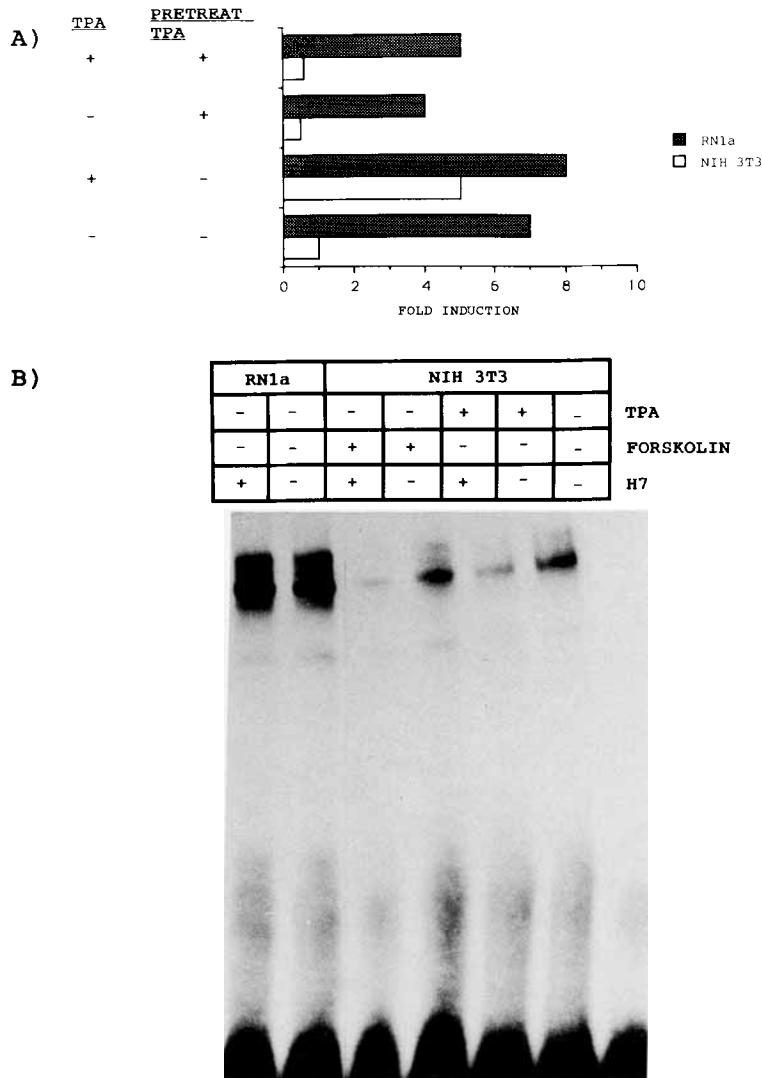 A)
TPA PRETREAT TPA
+ +
- +
+ -
- -
RN1a
NIH 3T3
0 2 4 6 8 10
FOLD INDUCTION
B)
RN1a NIH 3T3
- - - - + + - TPA
- - + + - - - FORSKOLIN
+ - + - + - - H7